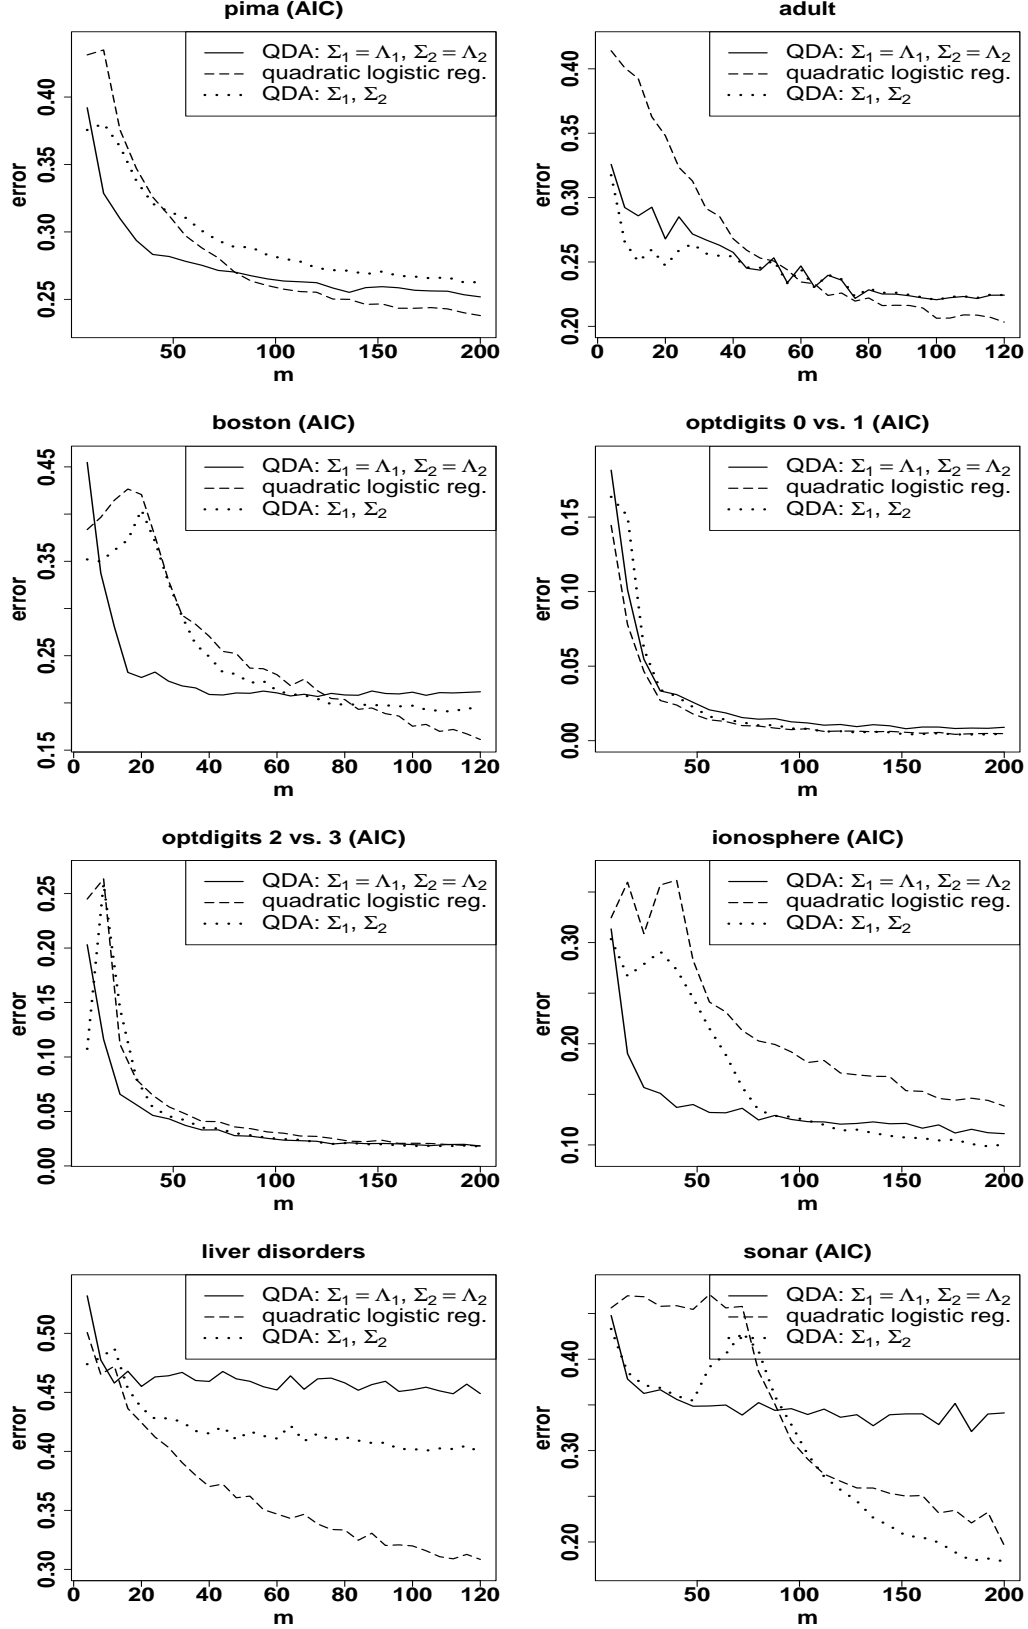 pima (AIC)
QDA: Σ₁ = Λ₁, Σ₂ = Λ₂
quadratic logistic reg.
QDA: Σ₁, Σ₂
error
0.25 0.30 0.35 0.40
50 100 150 200
m
adult
QDA: Σ₁ = Λ₁, Σ₂ = Λ₂
quadratic logistic reg.
QDA: Σ₁, Σ₂
error
0.20 0.25 0.30 0.35 0.40
0 20 40 60 80 100 120
m
boston (AIC)
QDA: Σ₁ = Λ₁, Σ₂ = Λ₂
quadratic logistic reg.
QDA: Σ₁, Σ₂
error
0.15 0.25 0.35 0.45
0 20 40 60 80 100 120
m
optdigits 0 vs. 1 (AIC)
QDA: Σ₁ = Λ₁, Σ₂ = Λ₂
quadratic logistic reg.
QDA: Σ₁, Σ₂
error
0.00 0.05 0.10 0.15
50 100 150 200
m
optdigits 2 vs. 3 (AIC)
QDA: Σ₁ = Λ₁, Σ₂ = Λ₂
quadratic logistic reg.
QDA: Σ₁, Σ₂
error
0.00 0.05 0.10 0.15 0.20 0.25
50 100 150 200
m
ionosphere (AIC)
QDA: Σ₁ = Λ₁, Σ₂ = Λ₂
quadratic logistic reg.
QDA: Σ₁, Σ₂
error
0.10 0.20 0.30
50 100 150 200
m
liver disorders
QDA: Σ₁ = Λ₁, Σ₂ = Λ₂
quadratic logistic reg.
QDA: Σ₁, Σ₂
error
0.30 0.35 0.40 0.45 0.50
0 20 40 60 80 100 120
m
sonar (AIC)
QDA: Σ₁ = Λ₁, Σ₂ = Λ₂
quadratic logistic reg.
QDA: Σ₁, Σ₂
error
0.20 0.30 0.40
50 100 150 200
m